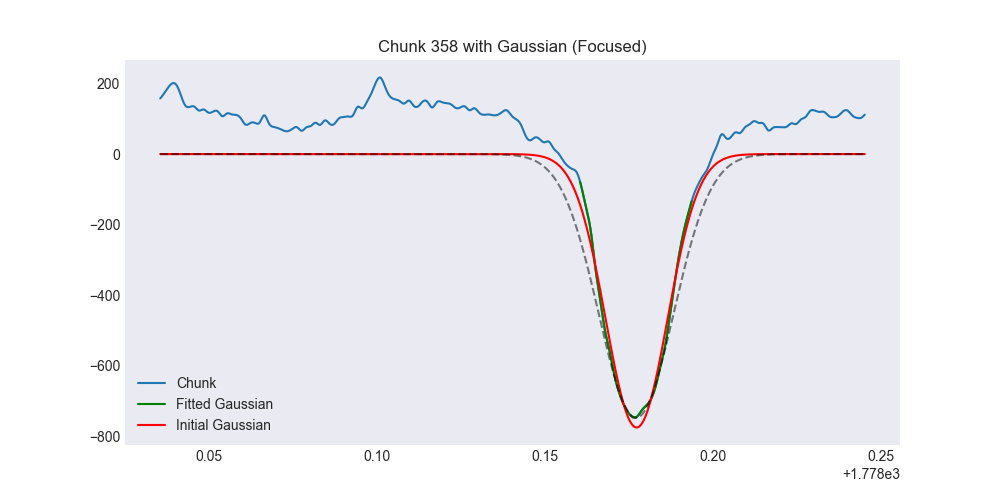 Chunk 358 with Gaussian (Focused)
200
0
−200
−400
−600
−800
Chunk
Fitted Gaussian
Initial Gaussian
0.05 0.10 0.15 0.20 0.25
+1.778e3